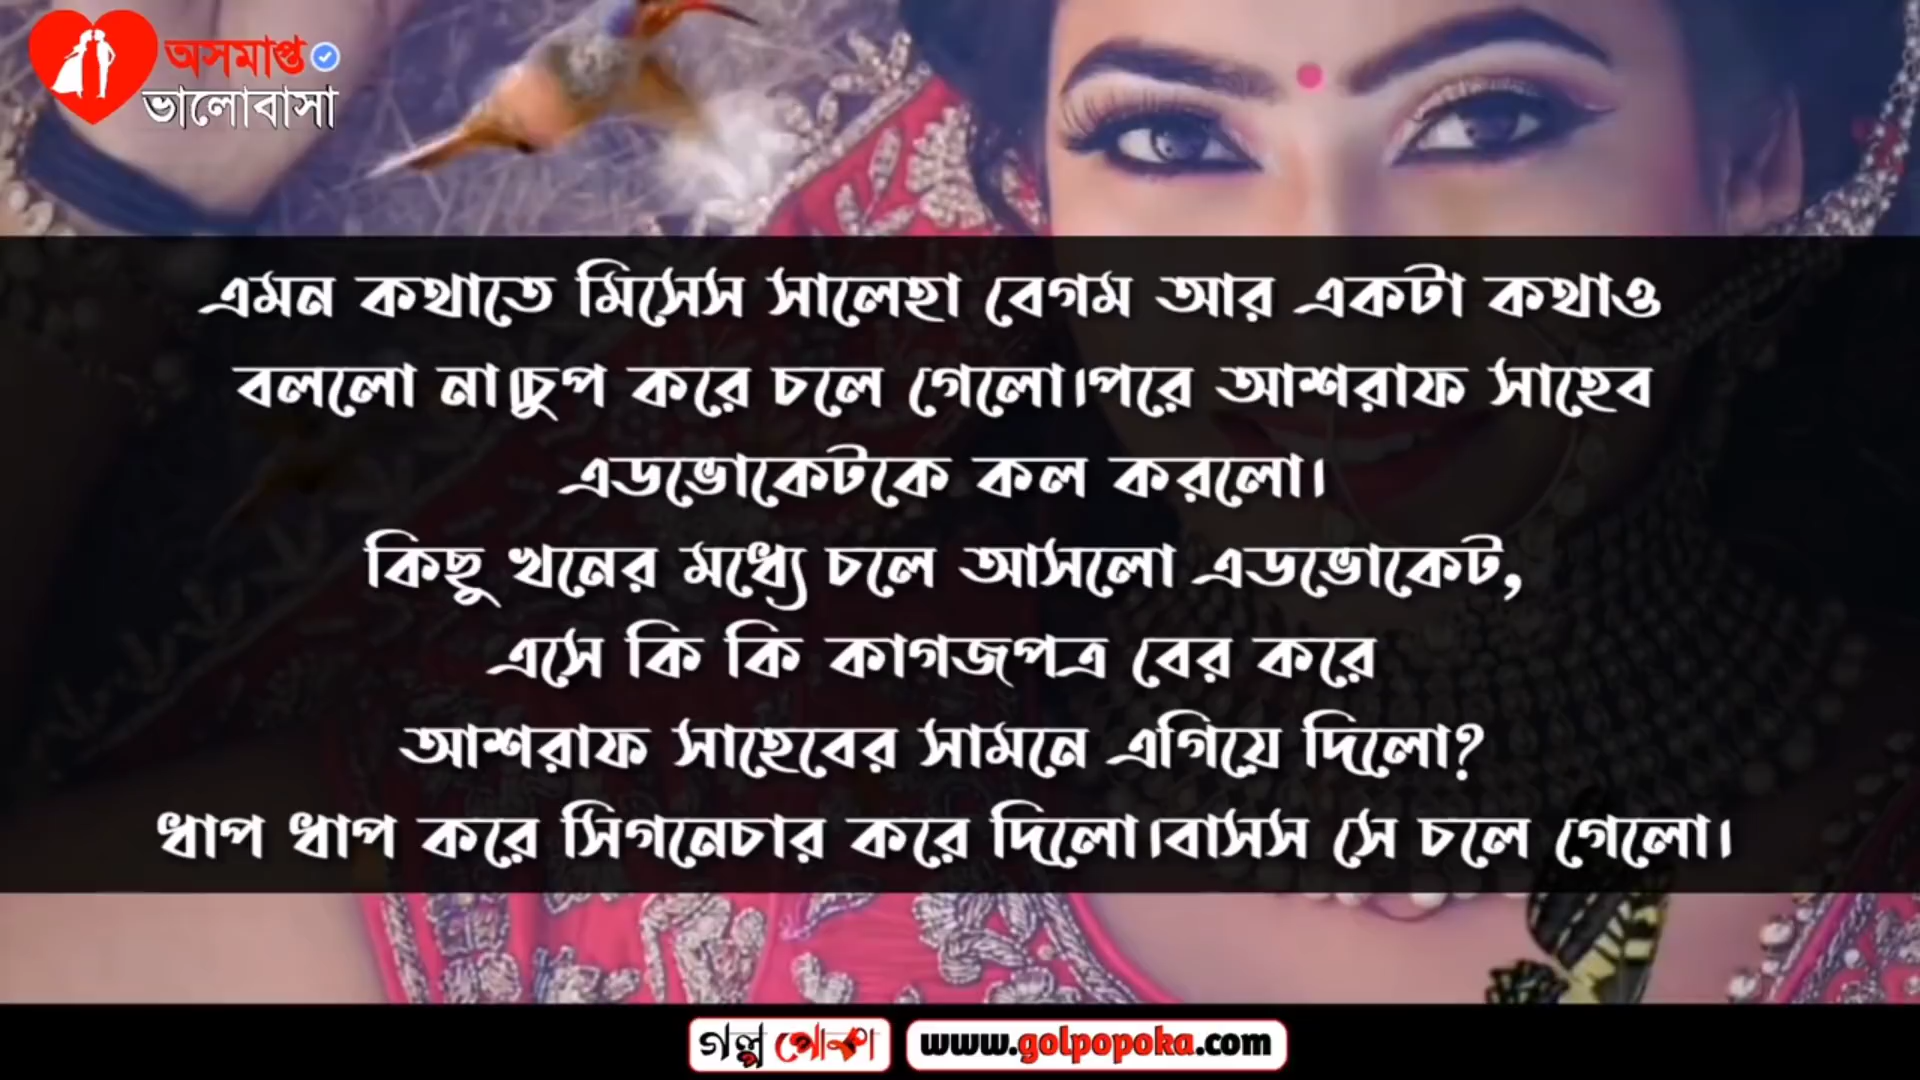 অসমাপ্ত
ভালোবাসা
এমন কথাতে মিসেস সালেহা বেগম আর একটা কথাও
বললো না।চুপ করে চলে গেলো।পরে আশরাফ সাহেব
এডভোকেটকে কল করলো।
কিছু খনের মধ্যে চলে আসলো এডভোকেট,
এসে কি কি কাগজপত্র বের করে
আশরাফ সাহেবের সামনে এগিয়ে দিলো?
ধাপ ধাপ করে সিগনেচার করে দিলো।বাসস সে চলে গেলো।
গল্প পোকা www.golpopoka.com